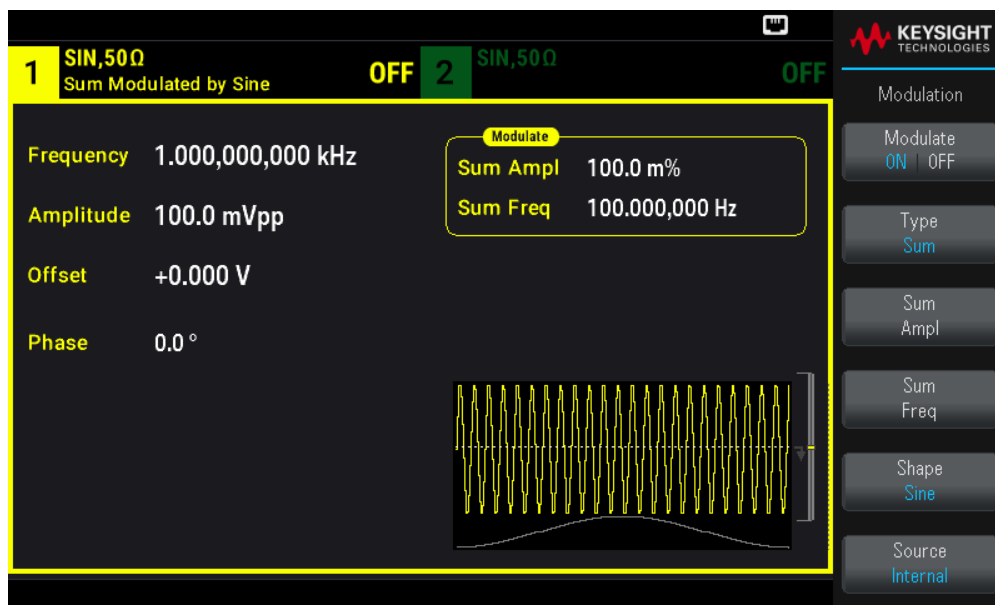 KEYSIGHT
TECHNOLOGIES
1
SIN,50Ω
Sum Modulated by Sine
OFF
2
SIN,50Ω
OFF
Frequency 1.000,000,000 kHz
Amplitude 100.0 mVpp
Offset +0.000 V
Phase 0.0 °
Modulate
Sum Ampl 100.0 m%
Sum Freq 100.000,000 Hz
Modulation
Modulate
ON | OFF
Type
Sum
Sum
Ampl
Sum
Freq
Shape
Sine
Source
Internal